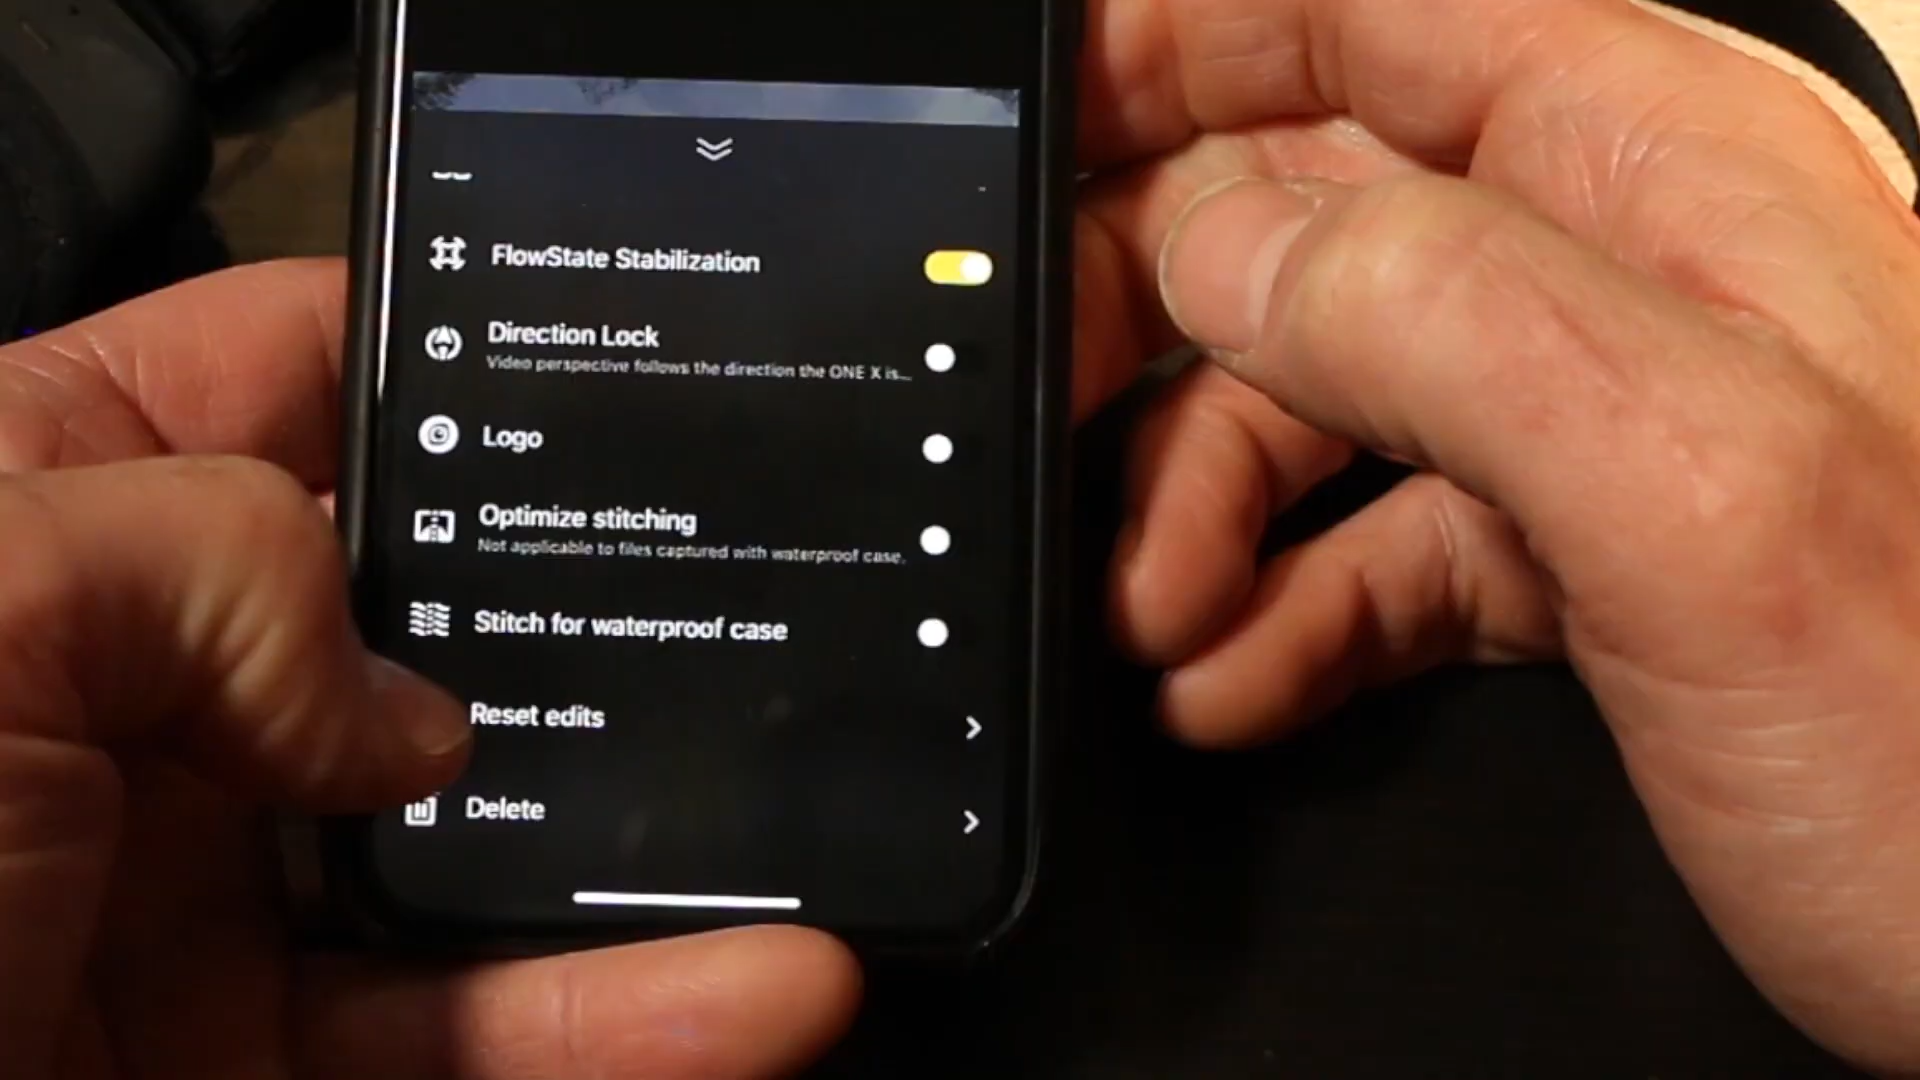 FlowState Stabilization
Direction Lock
Video perspective follows the direction the ONE X is...
Logo
Optimize stitching
Not applicable to files captured with waterproof case.
Stitch for waterproof case
Reset edits
Delete